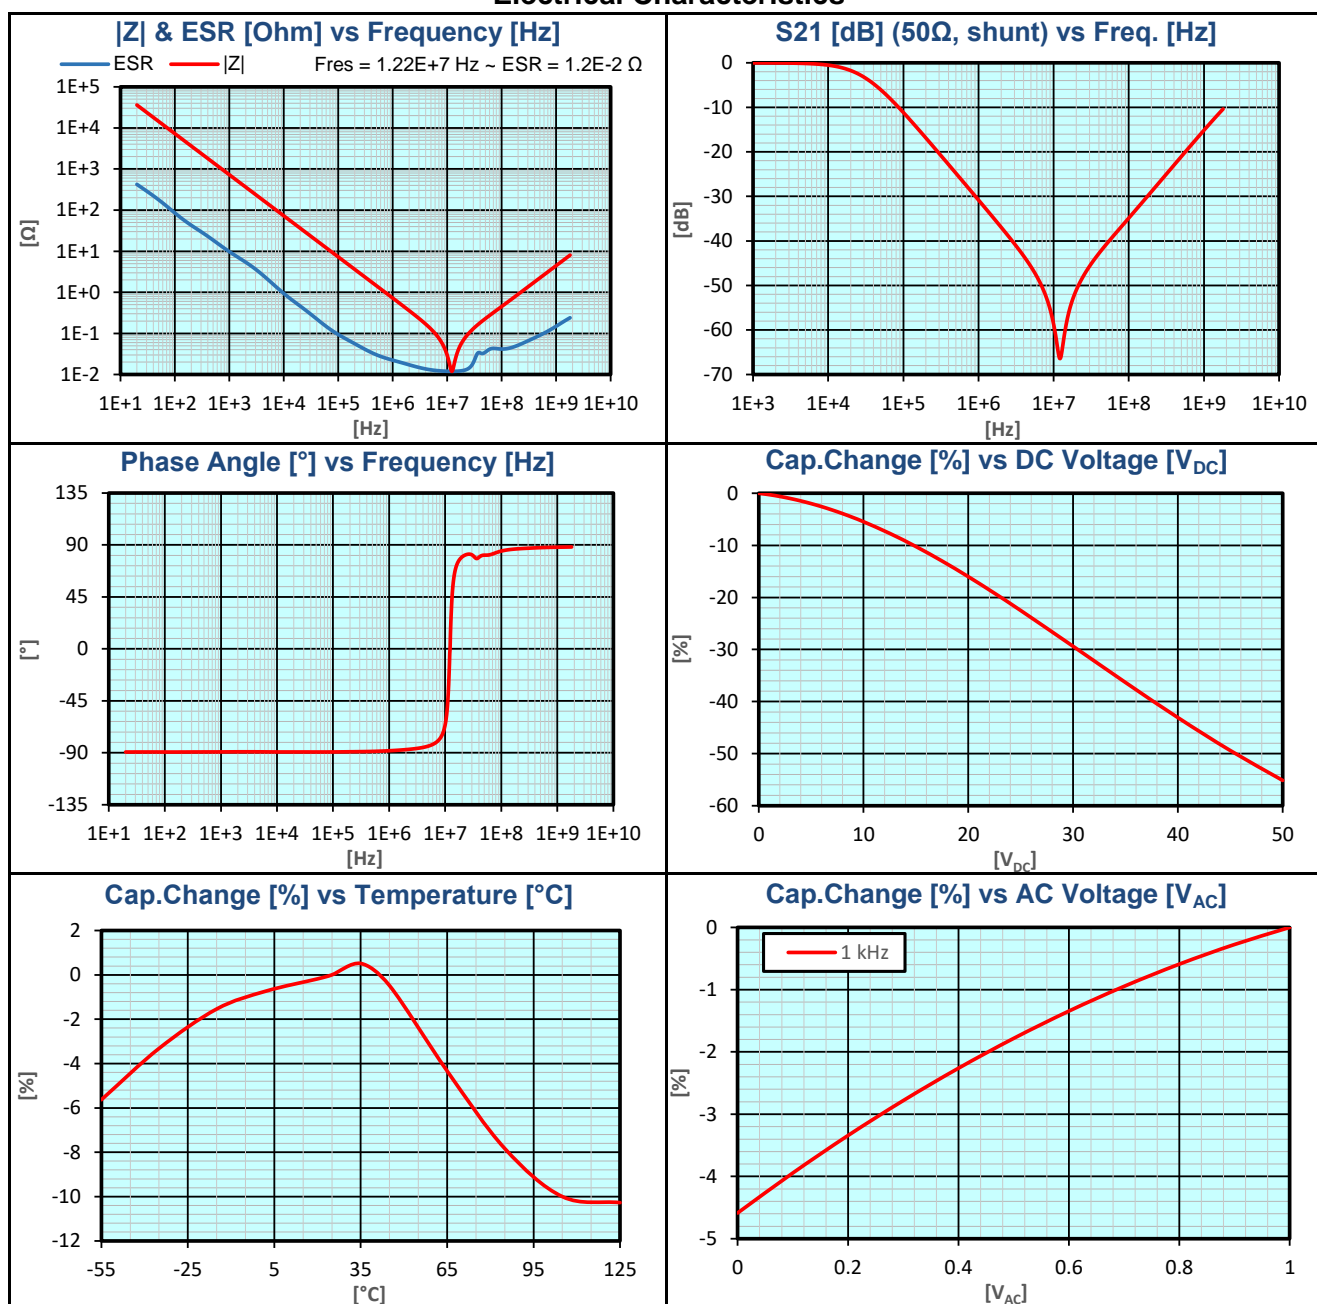 Electrical Characteristics
|Z| & ESR [Ohm] vs Frequency [Hz]
ESR
|Z|
Fres = 1.22E+7 Hz ~ ESR = 1.2E-2 Ω
1E+5
1E+4
1E+3
1E+2
1E+1
1E+0
1E-1
1E-2
[Ω]
1E+1 1E+2 1E+3 1E+4 1E+5 1E+6 1E+7 1E+8 1E+9 1E+10
[Hz]
S21 [dB] (50Ω, shunt) vs Freq. [Hz]
0
-10
-20
-30
-40
-50
-60
-70
[dB]
1E+3 1E+4 1E+5 1E+6 1E+7 1E+8 1E+9 1E+10
[Hz]
Phase Angle [°] vs Frequency [Hz]
135
90
45
0
-45
-90
-135
[°]
1E+1 1E+2 1E+3 1E+4 1E+5 1E+6 1E+7 1E+8 1E+9 1E+10
[Hz]
Cap.Change [%] vs DC Voltage [VDC]
0
-10
-20
-30
-40
-50
-60
[%]
0 10 20 30 40 50
[VDC]
Cap.Change [%] vs Temperature [°C]
2
0
-2
-4
-6
-8
-10
-12
[%]
-55 -25 5 35 65 95 125
[°C]
Cap.Change [%] vs AC Voltage [VAC]
1 kHz
0
-1
-2
-3
-4
-5
[%]
0 0.2 0.4 0.6 0.8 1
[VAC]